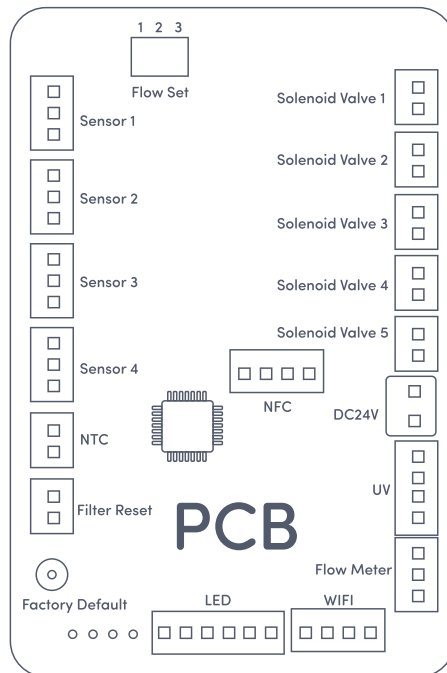 1 2 3
Flow Set
Sensor 1
Solenoid Valve 1
Solenoid Valve 2
Sensor 2
Solenoid Valve 3
Sensor 3
Solenoid Valve 4
Solenoid Valve 5
Sensor 4
NFC
DC24V
NTC
UV
Filter Reset
PCB
Flow Meter
Factory Default
LED
WIFI